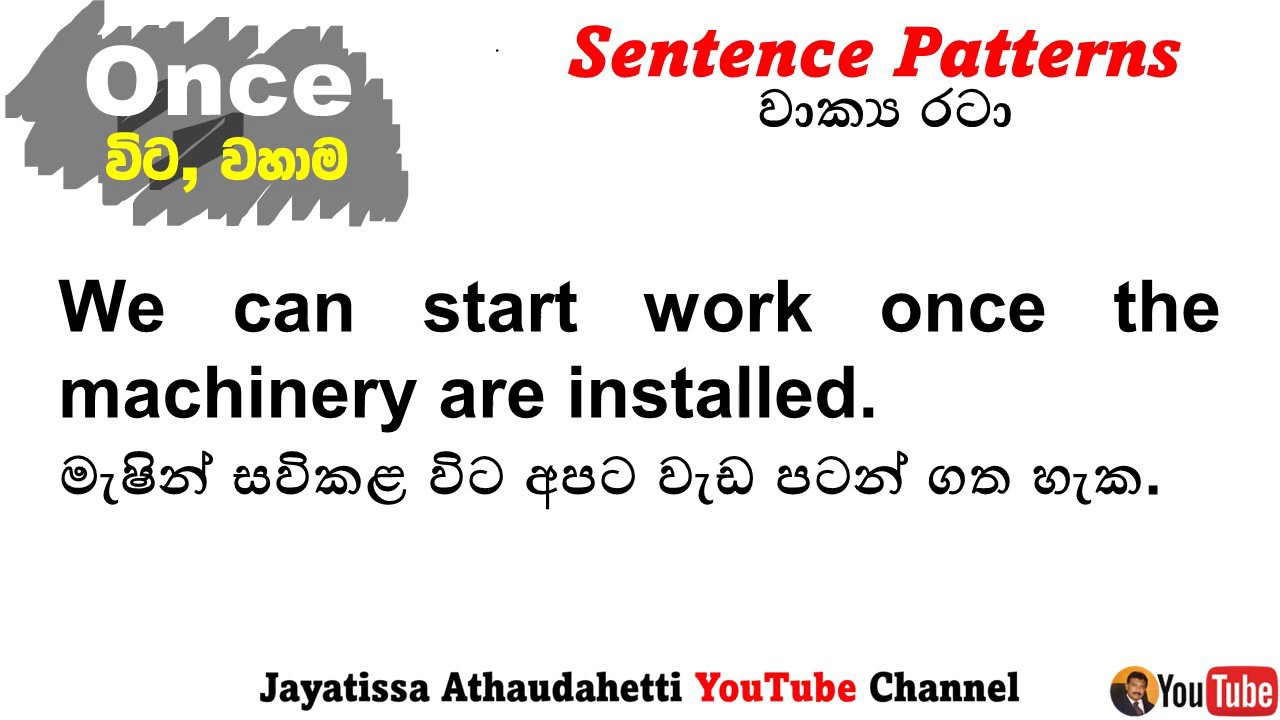 Once
විට, වහාම
Sentence Patterns
වාක්‍ය රටා
We can start work once the
machinery are installed.
මැෂින් සවිකළ විට අපට වැඩ පටන් ගත හැක.
Jayatissa Athaudahetti YouTube Channel
YouTube